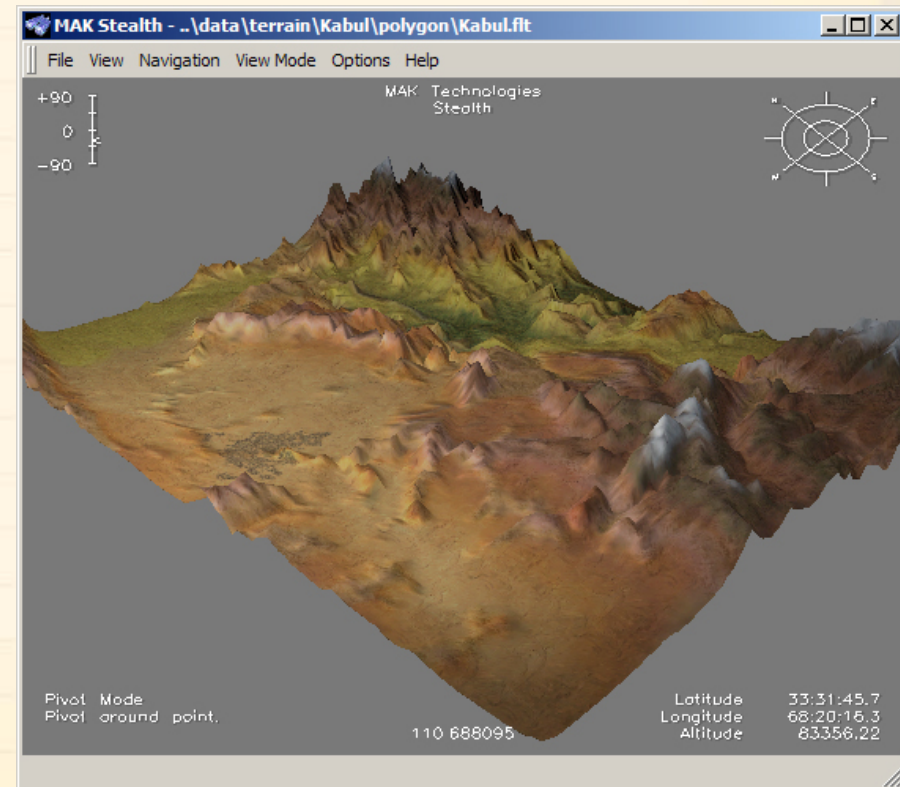 MAK Stealth - ..\data\terrain\Kabul\polygon\Kabul.flt
File View Navigation View Mode Options Help
MAK Technologies
Stealth
+90
0
-90
Pivot Mode
Pivot around point.
110 688095
Latitude 33:31:45.7
Longitude 68:20:16.3
Altitude 83356.22